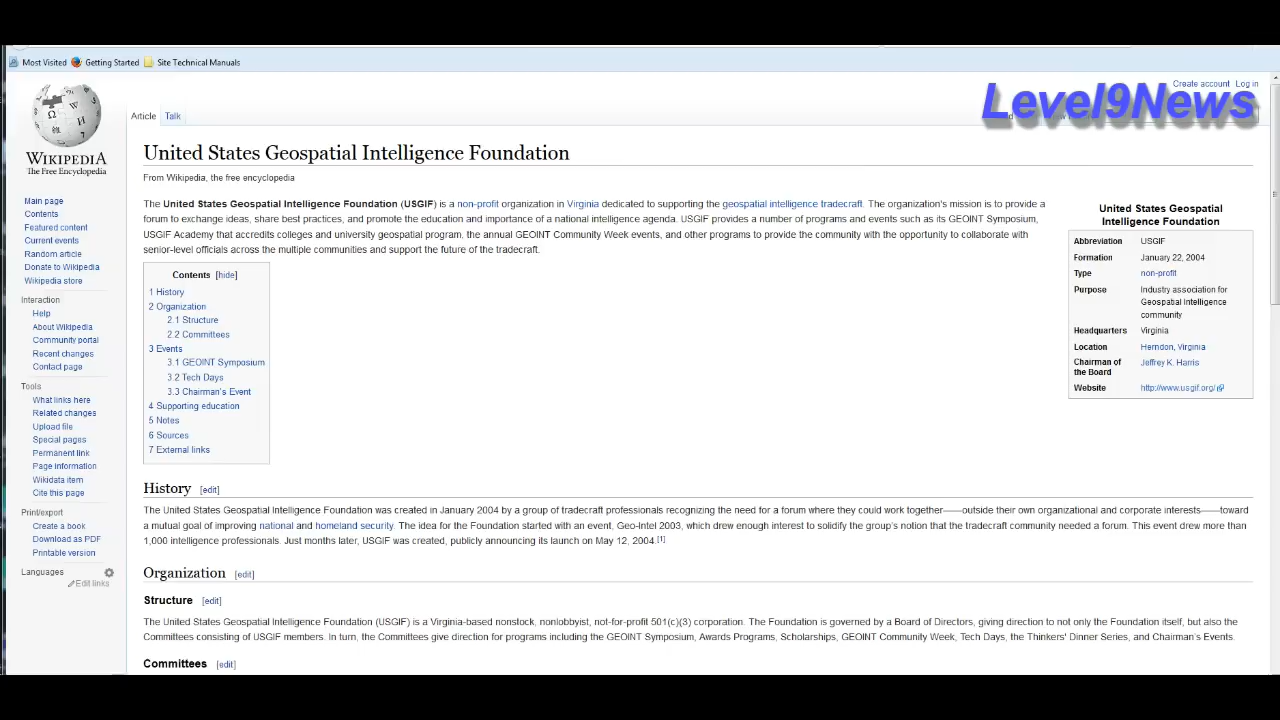 Most Visited Getting Started Site Technical Manuals
Create account Log in
Level9News
WIKIPEDIA
The Free Encyclopedia
Article Talk
Main page
Contents
Featured content
Current events
Random article
Donate to Wikipedia
Wikipedia store
Interaction
Help
About Wikipedia
Community portal
Recent changes
Contact page
Tools
What links here
Related changes
Upload file
Special pages
Permanent link
Page information
Wikidata item
Cite this page
Print/export
Create a book
Download as PDF
Printable version
Languages
Edit links
United States Geospatial Intelligence Foundation
From Wikipedia, the free encyclopedia
The United States Geospatial Intelligence Foundation (USGIF) is a non-profit organization in Virginia dedicated to supporting the geospatial intelligence tradecraft. The organization's mission is to provide a
forum to exchange ideas, share best practices, and promote the education and importance of a national intelligence agenda. USGIF provides a number of programs and events such as its GEOINT Symposium,
USGIF Academy that accredits colleges and university geospatial program, the annual GEOINT Community Week events, and other programs to provide the community with the opportunity to collaborate with
senior-level officials across the multiple communities and support the future of the tradecraft.
United States Geospatial
Intelligence Foundation
Abbreviation USGIF
Formation January 22, 2004
Type non-profit
Purpose Industry association for
Geospatial Intelligence
community
Headquarters Virginia
Location Herndon, Virginia
Chairman of the Board Jeffrey K. Harris
Website http://www.usgif.org/
Contents [hide]
1 History
2 Organization
2.1 Structure
2.2 Committees
3 Events
3.1 GEOINT Symposium
3.2 Tech Days
3.3 Chairman's Event
4 Supporting education
5 Notes
6 Sources
7 External links
History [edit]
The United States Geospatial Intelligence Foundation was created in January 2004 by a group of tradecraft professionals recognizing the need for a forum where they could work together——outside their own organizational and corporate interests——toward
a mutual goal of improving national and homeland security. The idea for the Foundation started with an event, Geo-Intel 2003, which drew enough interest to solidify the group's notion that the tradecraft community needed a forum. This event drew more than
1,000 intelligence professionals. Just months later, USGIF was created, publicly announcing its launch on May 12, 2004.[1]
Organization [edit]
Structure [edit]
The United States Geospatial Intelligence Foundation (USGIF) is a Virginia-based nonstock, nonlobbyist, not-for-profit 501(c)(3) corporation. The Foundation is governed by a Board of Directors, giving direction to not only the Foundation itself, but also the
Committees consisting of USGIF members. In turn, the Committees give direction for programs including the GEOINT Symposium, Awards Programs, Scholarships, GEOINT Community Week, Tech Days, the Thinkers' Dinner Series, and Chairman's Events.
Committees [edit]